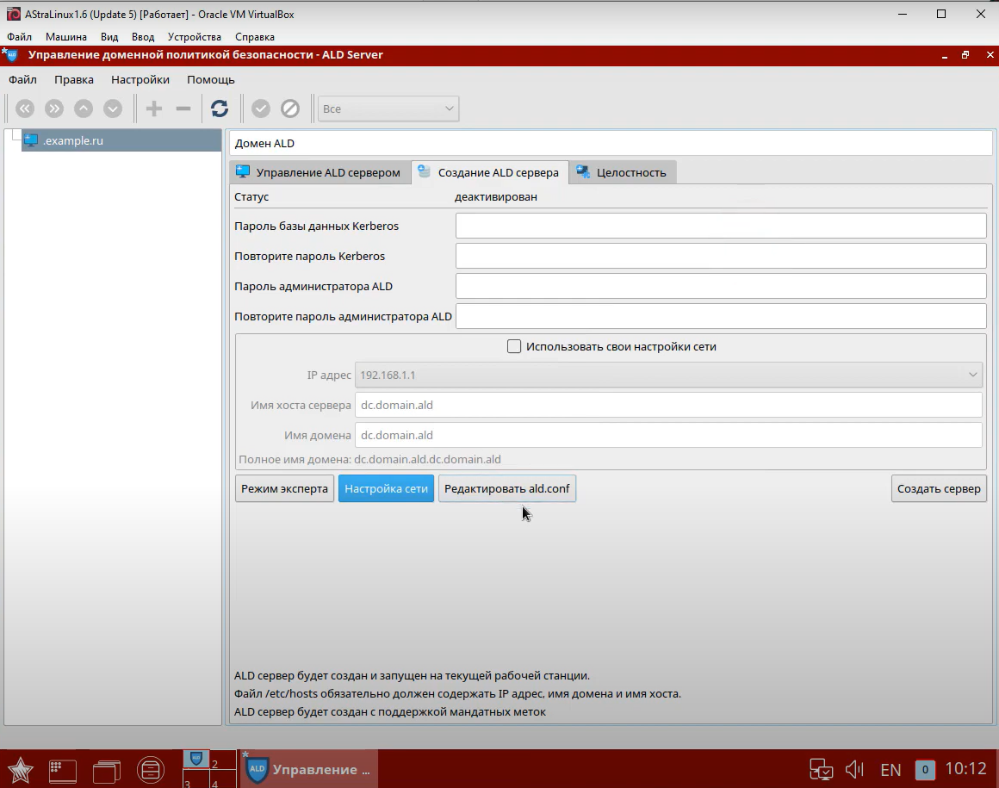 AStraLinux1.6 (Update 5) [Работает] - Oracle VM VirtualBox
Файл Машина Вид Ввод Устройства Справка
Управление доменной политикой безопасности - ALD Server
Файл Правка Настройки Помощь
Все
.example.ru
Домен ALD
Управление ALD сервером Создание ALD сервера Целостность
Статус деактивирован
Пароль базы данных Kerberos
Повторите пароль Kerberos
Пароль администратора ALD
Повторите пароль администратора ALD
Использовать свои настройки сети
IP адрес 192.168.1.1
Имя хоста сервера dc.domain.ald
Имя домена dc.domain.ald
Полное имя домена: dc.domain.ald.dc.domain.ald
Режим эксперта Настройка сети Редактировать ald.conf Создать сервер
ALD сервер будет создан и запущен на текущей рабочей станции.
Файл /etc/hosts обязательно должен содержать IP адрес, имя домена и имя хоста.
ALD сервер будет создан с поддержкой мандатных меток
2
3 4
ALD Управление ...
EN 0 10:12